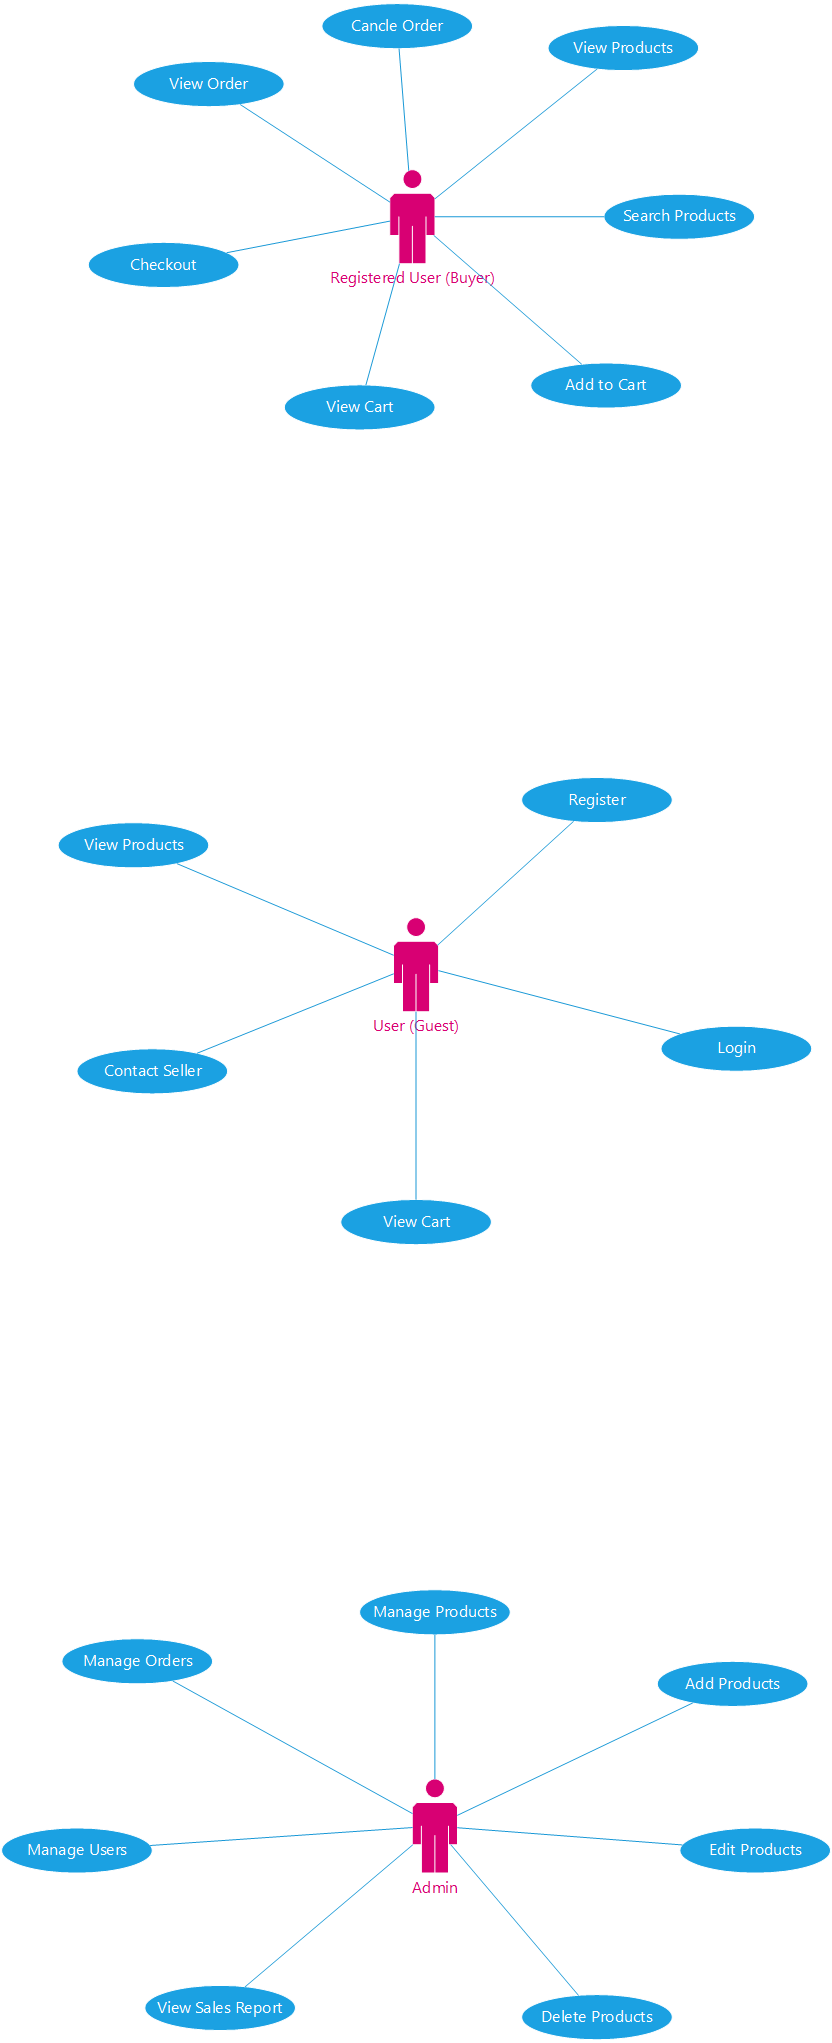 Cancle Order
View Products
View Order
Search Products
Checkout
Registered User (Buyer)
Add to Cart
View Cart
Register
View Products
User (Guest)
Login
Contact Seller
View Cart
Manage Products
Manage Orders
Add Products
Manage Users
Edit Products
Admin
View Sales Report
Delete Products